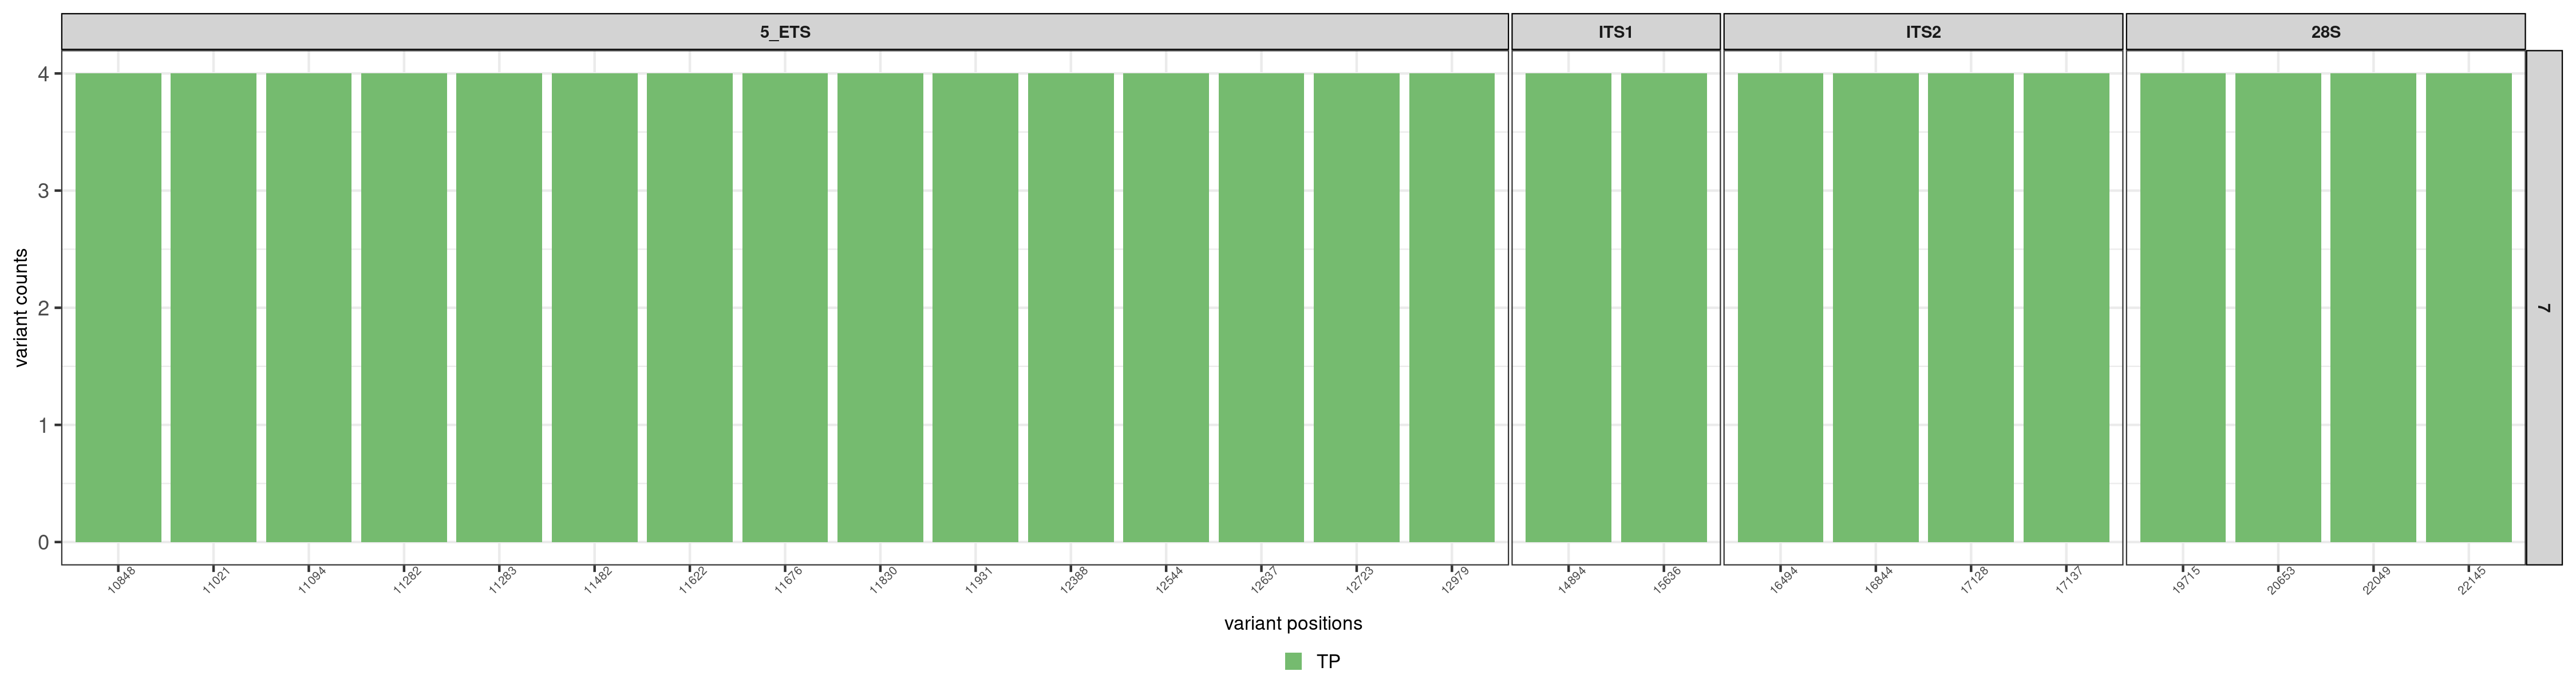 5_ETS ITS1 ITS2 28S
variant counts
4
3
2
1
0
7
10848 11021 11094 11282 11283 11482 11622 11676 11830 11931 12388 12544 12637 12723 12979 14894 15636 16494 16844 17128 17137 19715 20653 22049 22145
variant positions
TP